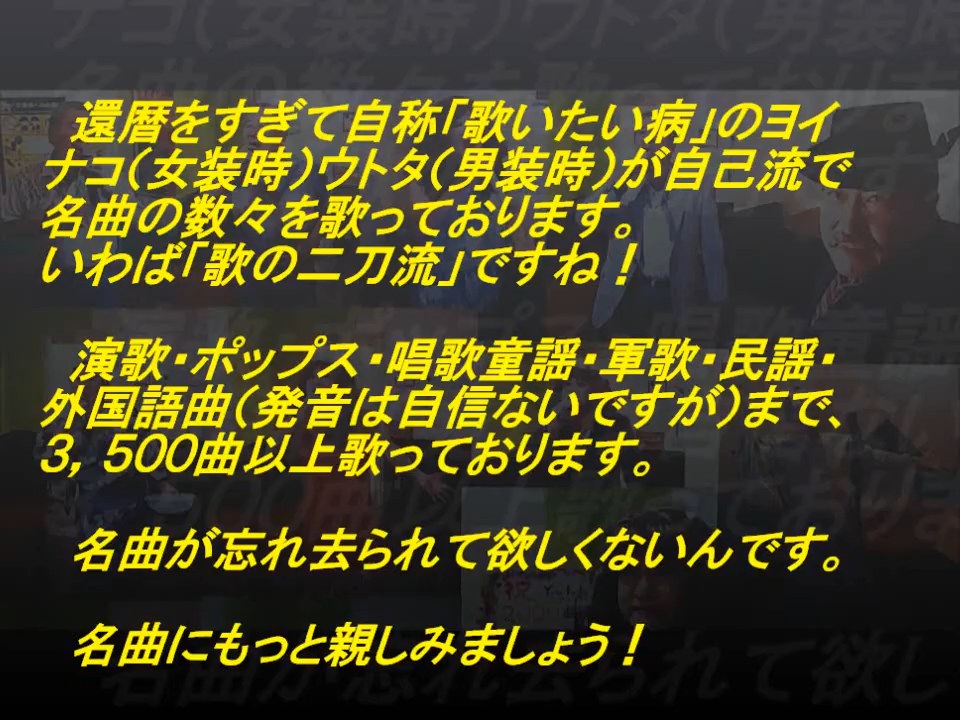 還暦をすぎて自称「歌いたい病」のヨイ
ナコ（女装時）ウトタ（男装時）が自己流で
名曲の数々を歌っております。
いわば「歌の二刀流」ですね！
演歌・ポップス・唱歌童謡・軍歌・民謡・
外国語曲（発音は自信ないですが）まで、
３，５００曲以上歌っております。
名曲が忘れ去られて欲しくないんです。
名曲にもっと親しみましょう！